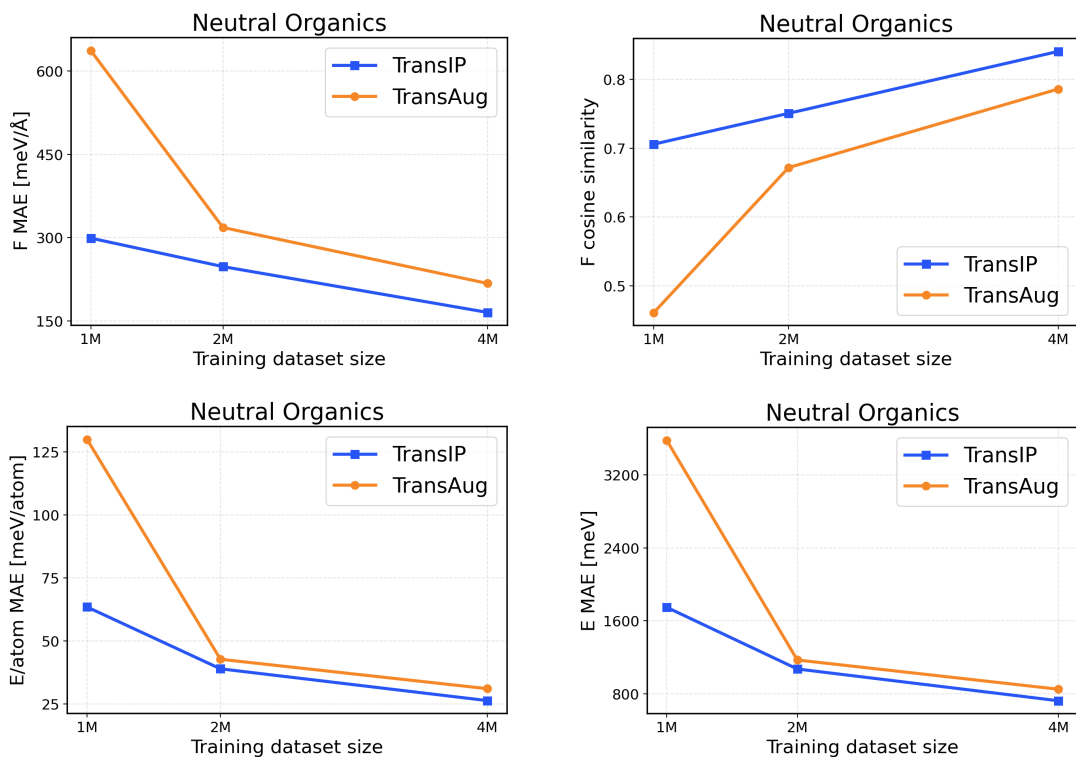 Neutral Organics
F MAE [meV/Å]
600
450
300
150
TransIP
TransAug
1M
2M
4M
Training dataset size
Neutral Organics
F cosine similarity
0.8
0.7
0.6
0.5
TransIP
TransAug
1M
2M
4M
Training dataset size
Neutral Organics
E/atom MAE [meV/atom]
125
100
75
50
25
TransIP
TransAug
1M
2M
4M
Training dataset size
Neutral Organics
E MAE [meV]
3200
2400
1600
800
TransIP
TransAug
1M
2M
4M
Training dataset size